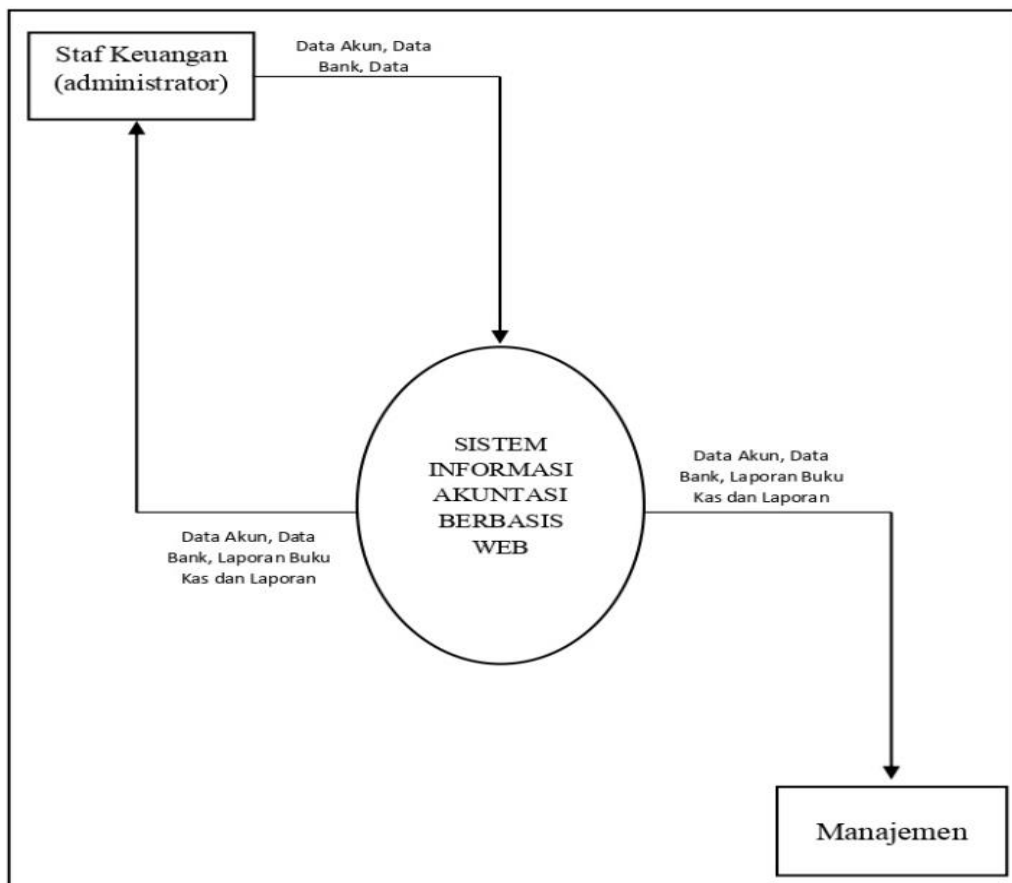 Staf Keuangan
(administrator)
Data Akun, Data
Bank, Data
SISTEM
INFORMASI
AKUNTASI
BERBASIS
WEB
Data Akun, Data
Bank, Laporan Buku
Kas dan Laporan
Data Akun, Data
Bank, Laporan Buku
Kas dan Laporan
Manajemen